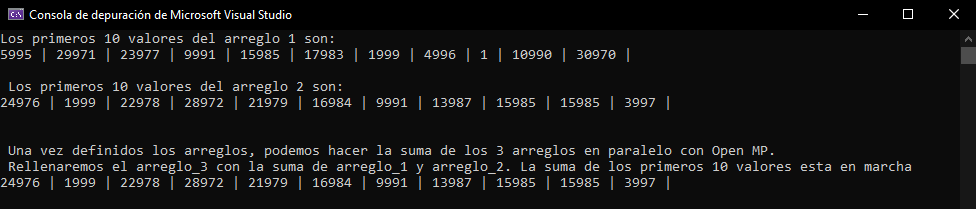 Consola de depuración de Microsoft Visual Studio
Los primeros 10 valores del arreglo 1 son:
5995 | 29971 | 23977 | 9991 | 15985 | 17983 | 1999 | 4996 | 1 | 10990 | 30970 |
Los primeros 10 valores del arreglo 2 son:
24976 | 1999 | 22978 | 28972 | 21979 | 16984 | 9991 | 13987 | 15985 | 15985 | 3997 |
Una vez definidos los arreglos, podemos hacer la suma de los 3 arreglos en paralelo con Open MP.
Rellenaremos el arreglo_3 con la suma de arreglo_1 y arreglo_2. La suma de los primeros 10 valores esta en marcha
24976 | 1999 | 22978 | 28972 | 21979 | 16984 | 9991 | 13987 | 15985 | 15985 | 3997 |